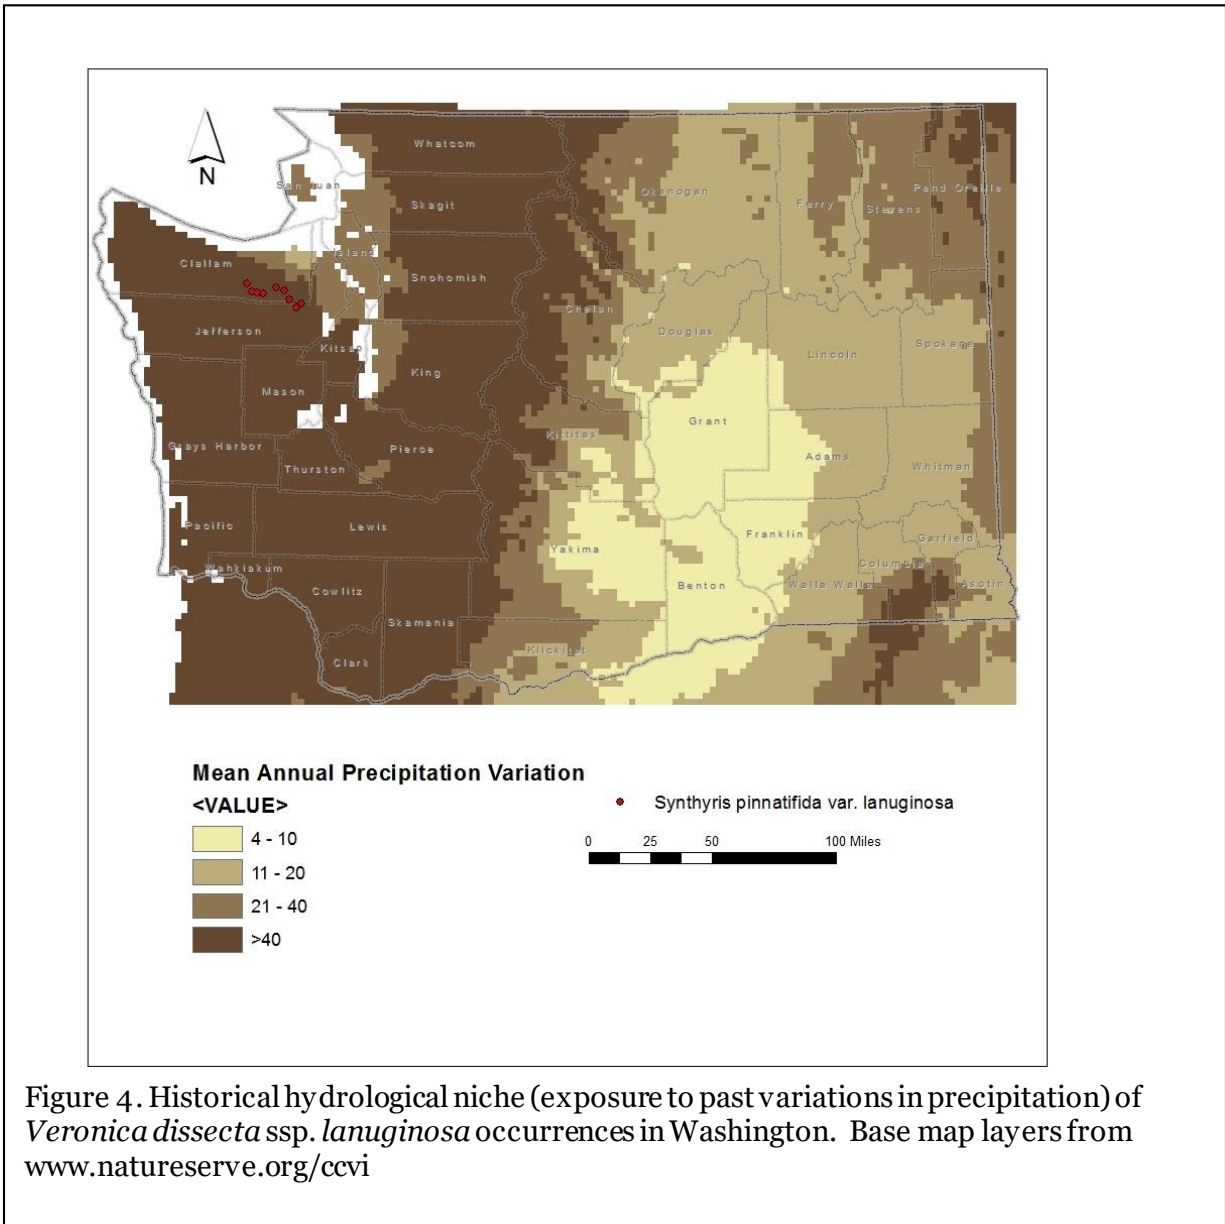 N
Whatcom
San Juan
Skagit
Okanogan
Ferry
Stevens
Pend Oreille
Island
Clallam
Snohomish
Chelan
Jefferson
Kitsap
Douglas
Lincoln
Spokane
King
Mason
Grant
Grays Harbor
Pierce
Kittitas
Adams
Thurston
Whitman
Pacific
Lewis
Yakima
Franklin
Garfield
Wahkiakum
Columbia
Cowlitz
Benton
Walla Walla
Asotin
Skamania
Klickitat
Clark
Mean Annual Precipitation Variation
<VALUE>
4 - 10
11 - 20
21 - 40
>40
Synthyris pinnatifida var. lanuginosa
0 25 50 100 Miles
Figure 4. Historical hydrological niche (exposure to past variations in precipitation) of
Veronica dissecta ssp. lanuginosa occurrences in Washington. Base map layers from
www.natureserve.org/ccvi